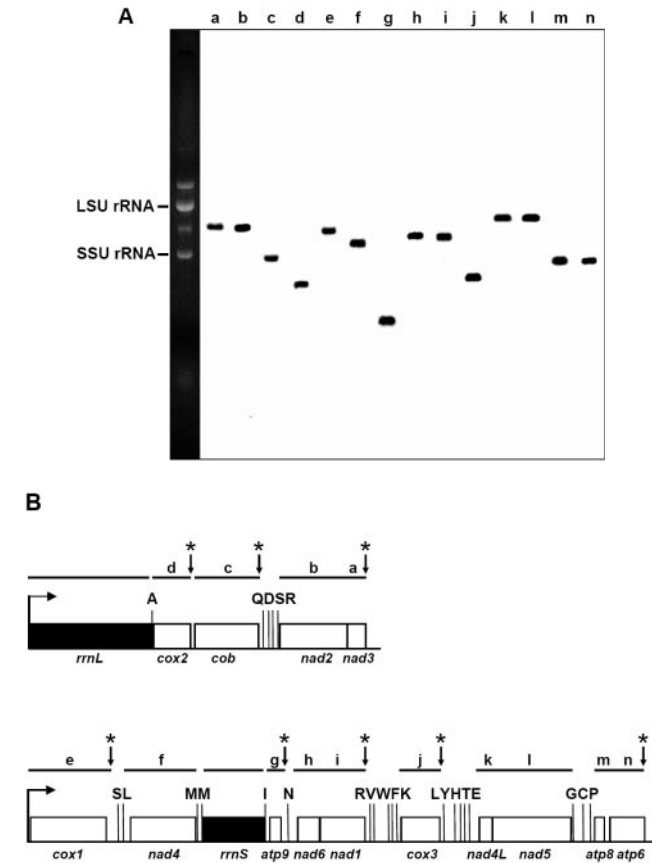 A
a b c d e f g h i j k l m n
LSU rRNA
SSU rRNA
B
* * *
d c b a
A QDSR
rrnL cox2 cob nad2 nad3
* * * * *
e f g h i j k l m n
SL MM I N RVWFK LYHTE GCP
cox1 nad4 rrnS atp9 nad6 nad1 cox3 nad4L nad5 atp8 atp6